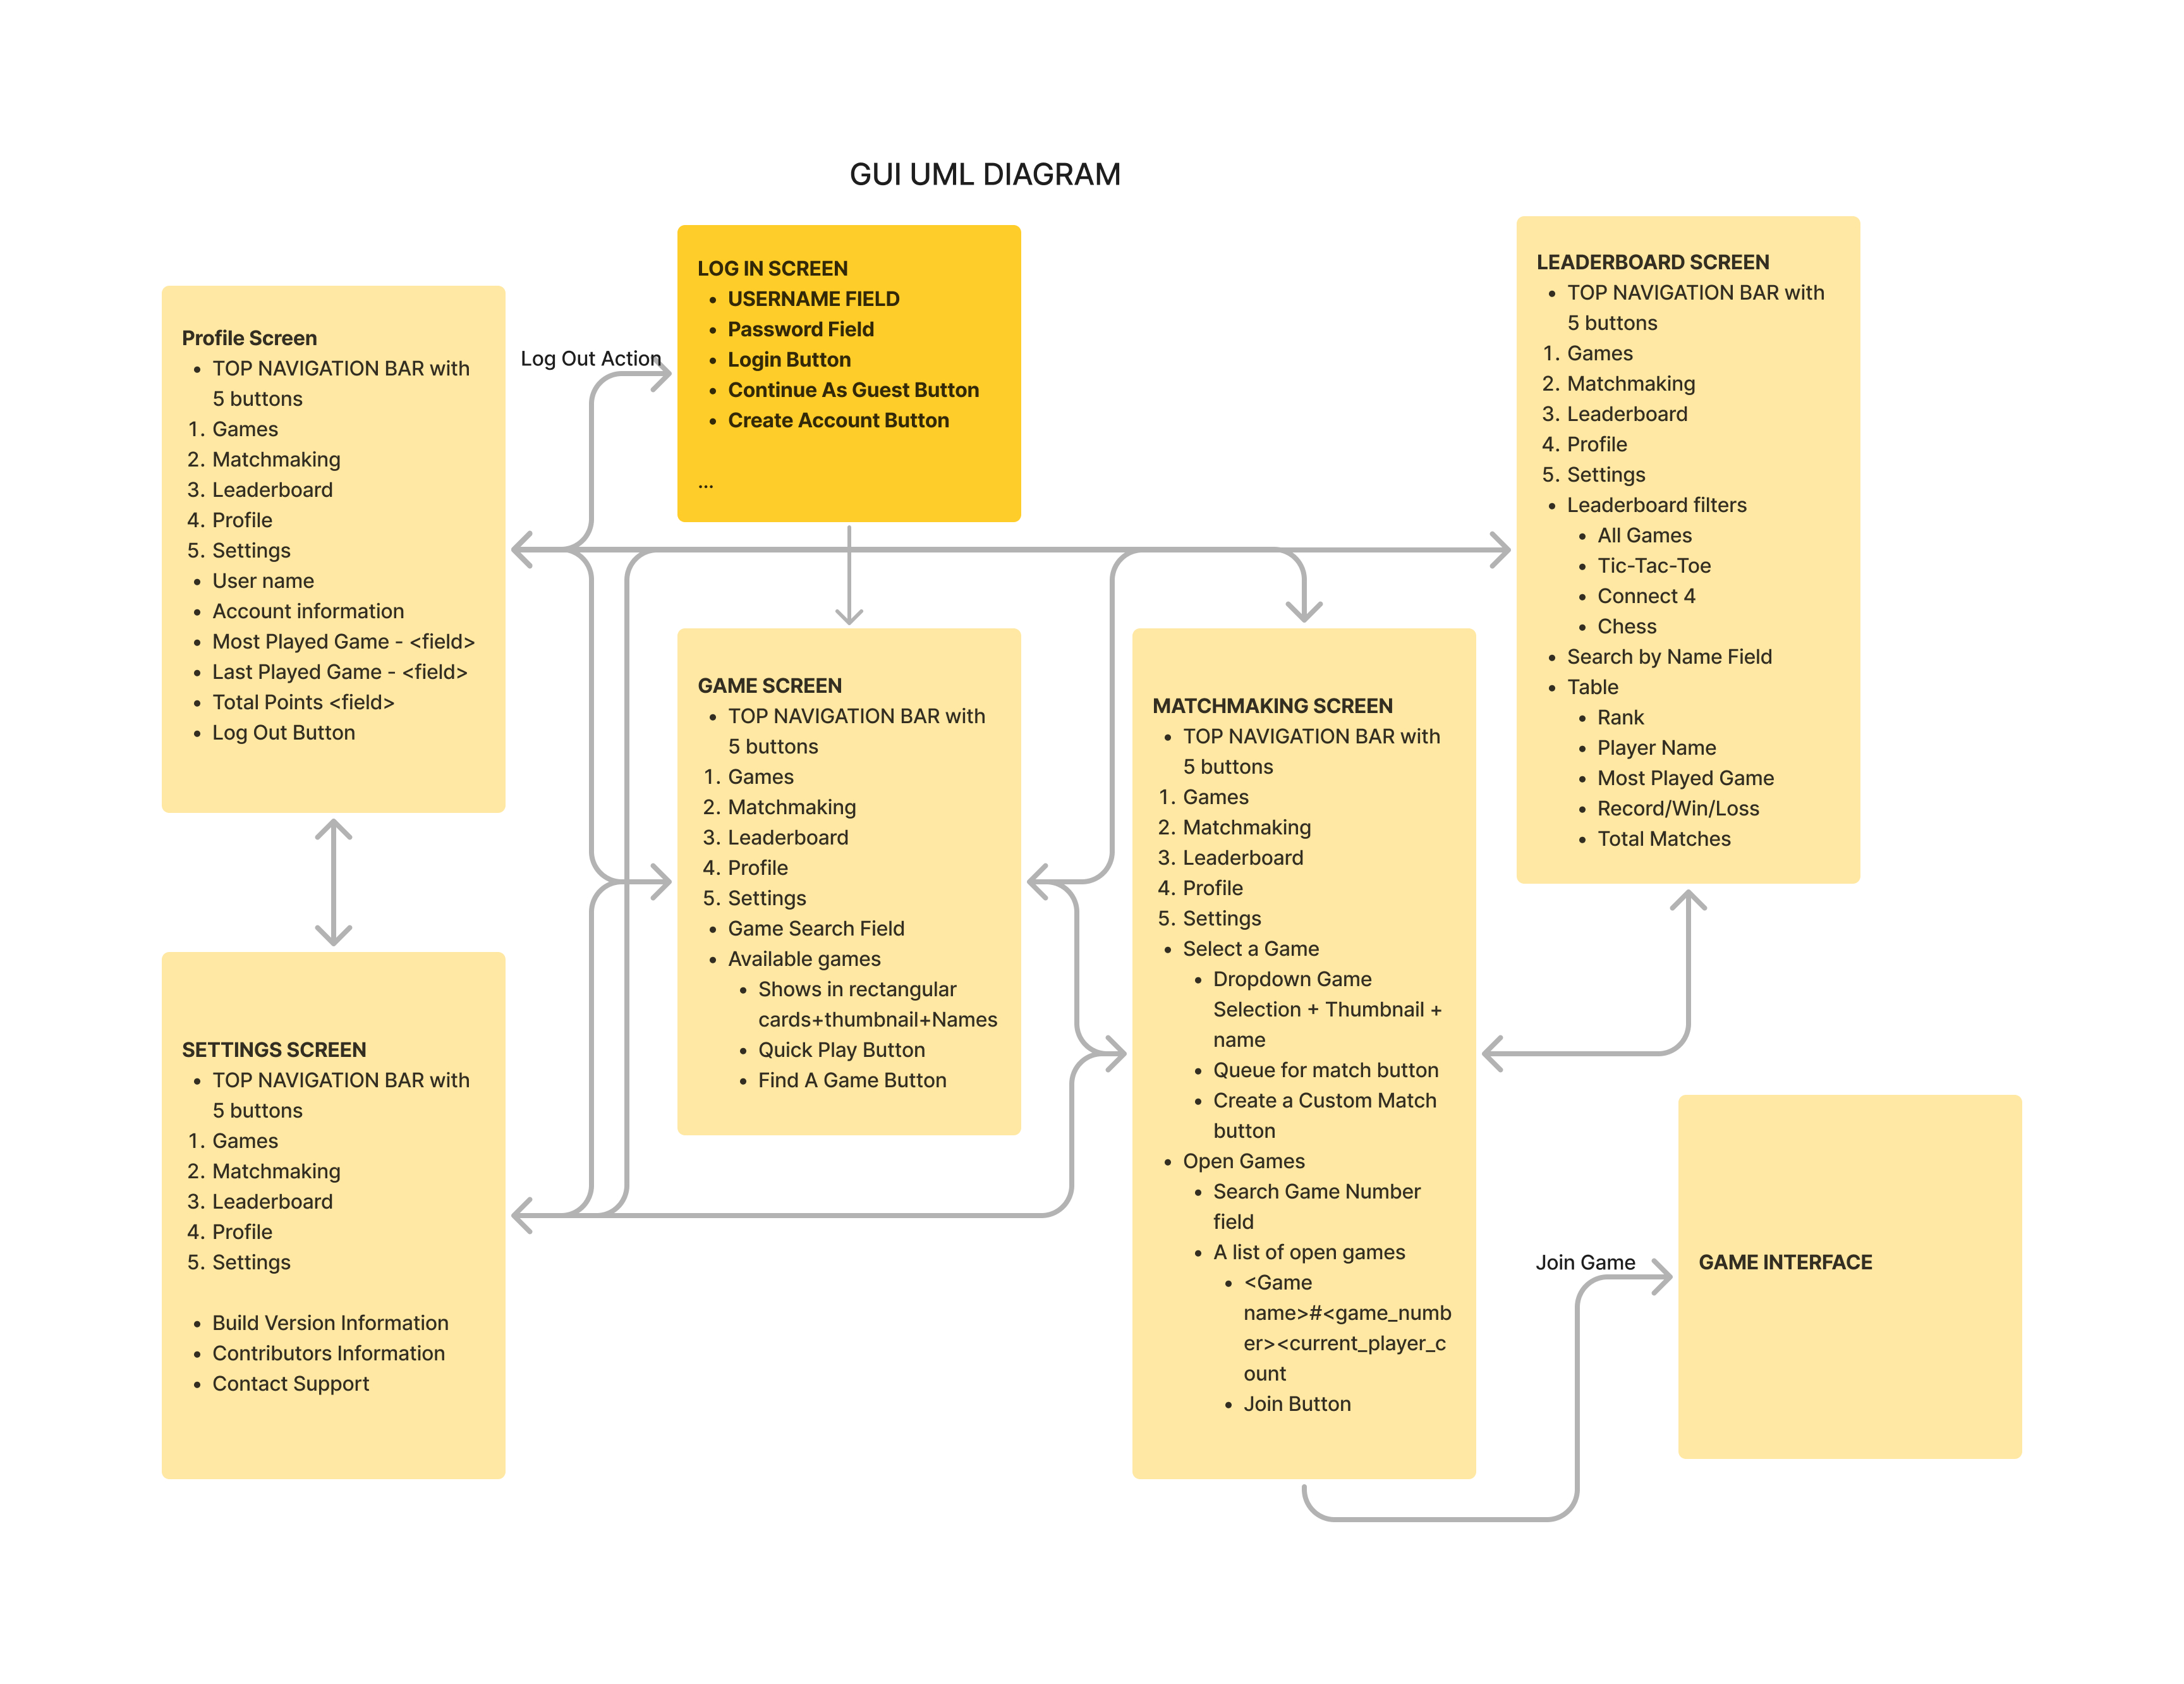 GUI UML DIAGRAM
Profile Screen
TOP NAVIGATION BAR with
5 buttons
1. Games
2. Matchmaking
3. Leaderboard
4. Profile
5. Settings
User name
Account information
Most Played Game - <field>
Last Played Game - <field>
Total Points <field>
Log Out Button
Log Out Action
LOG IN SCREEN
USERNAME FIELD
Password Field
Login Button
Continue As Guest Button
Create Account Button
...
LEADERBOARD SCREEN
TOP NAVIGATION BAR with
5 buttons
1. Games
2. Matchmaking
3. Leaderboard
4. Profile
5. Settings
Leaderboard filters
All Games
Tic-Tac-Toe
Connect 4
Chess
Search by Name Field
Table
Rank
Player Name
Most Played Game
Record/Win/Loss
Total Matches
GAME SCREEN
TOP NAVIGATION BAR with
5 buttons
1. Games
2. Matchmaking
3. Leaderboard
4. Profile
5. Settings
Game Search Field
Available games
Shows in rectangular
cards+thumbnail+Names
Quick Play Button
Find A Game Button
MATCHMAKING SCREEN
TOP NAVIGATION BAR with
5 buttons
1. Games
2. Matchmaking
3. Leaderboard
4. Profile
5. Settings
Select a Game
Dropdown Game
Selection + Thumbnail +
name
Queue for match button
Create a Custom Match
button
Open Games
Search Game Number
field
A list of open games
<Game
name>#<game_numb
er><current_player_c
ount
Join Button
SETTINGS SCREEN
TOP NAVIGATION BAR with
5 buttons
1. Games
2. Matchmaking
3. Leaderboard
4. Profile
5. Settings
Build Version Information
Contributors Information
Contact Support
Join Game
GAME INTERFACE